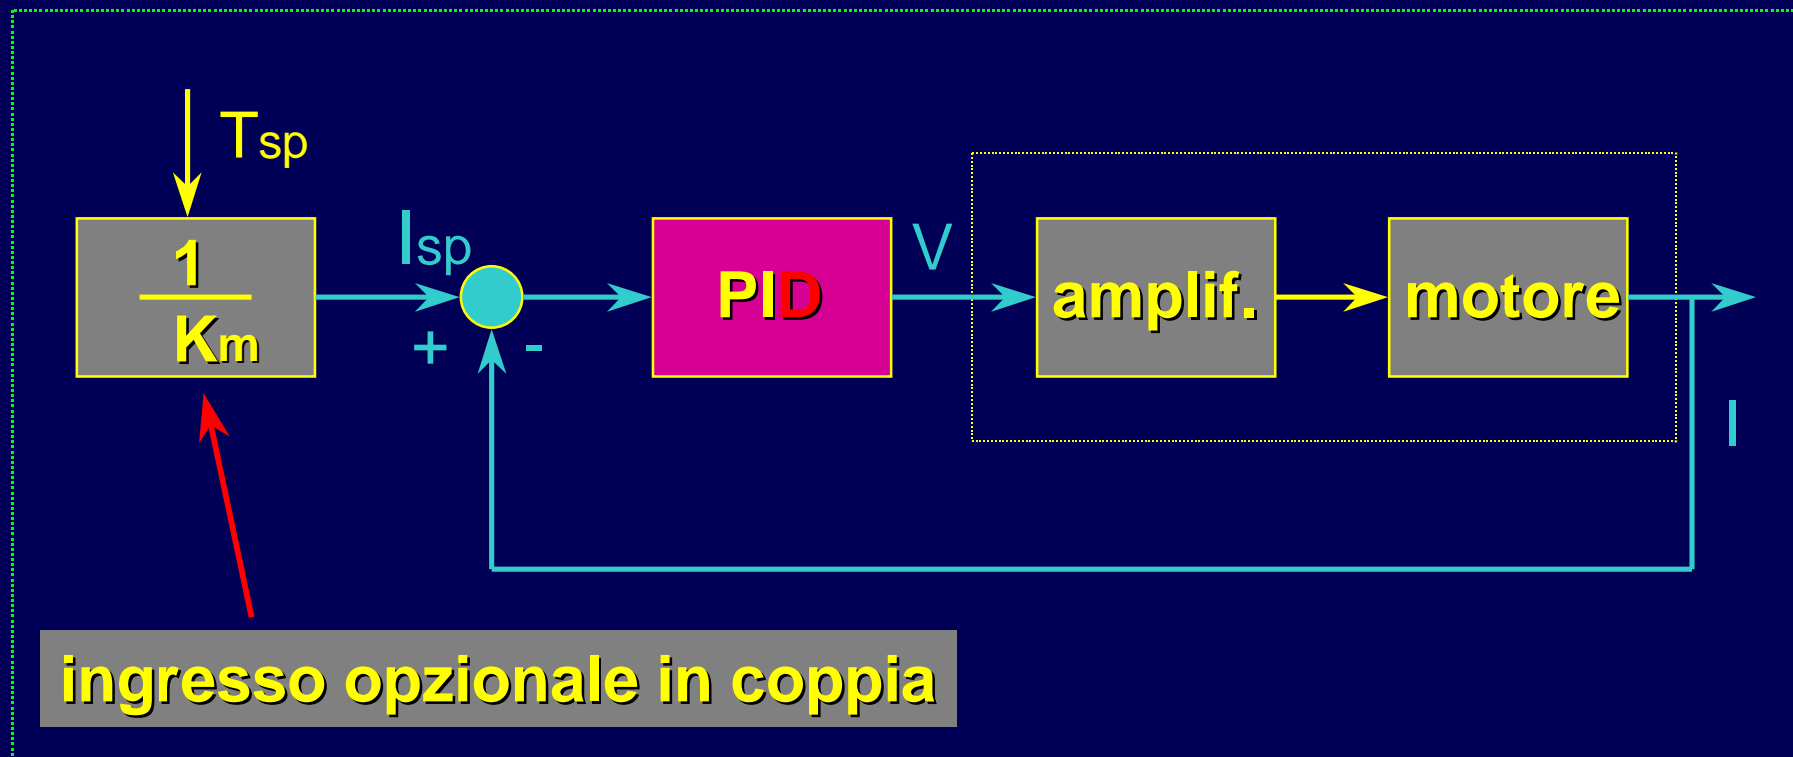 Tsp
Isp
V
1
Km
PID
amplif.
motore
+
-
I
ingresso opzionale in coppia